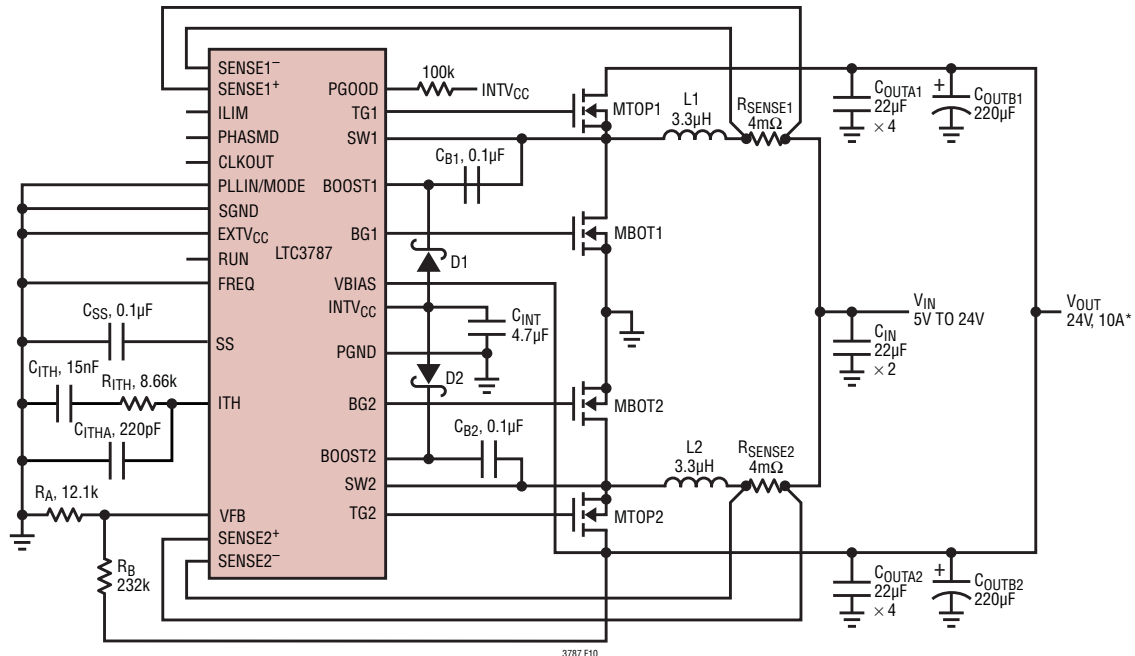 SENSE1−
SENSE1+
ILIM
PHASMD
CLKOUT
PLLIN/MODE
SGND
EXTVCC
RUN
FREQ
SS
ITH
VFB
SENSE2+
SENSE2−
LTC3787
PGOOD
TG1
SW1
BOOST1
BG1
VBIAS
INTVCC
PGND
BG2
BOOST2
SW2
TG2
100k
INTVCC
CB1, 0.1µF
D1
CINT
4.7µF
D2
CB2, 0.1µF
MTOP1
MBOT1
MBOT2
MTOP2
L1
3.3µH
RSENSE1
4mΩ
L2
3.3µH
RSENSE2
4mΩ
COUTA1
22µF
× 4
+
COUTB1
220µF
VIN
5V TO 24V
CIN
22µF
× 2
VOUT
24V, 10A*
COUTA2
22µF
× 4
+
COUTB2
220µF
CSS, 0.1µF
CITH, 15nF
RITH, 8.66k
CITHA, 220pF
RA, 12.1k
RB
232k
3787 F10